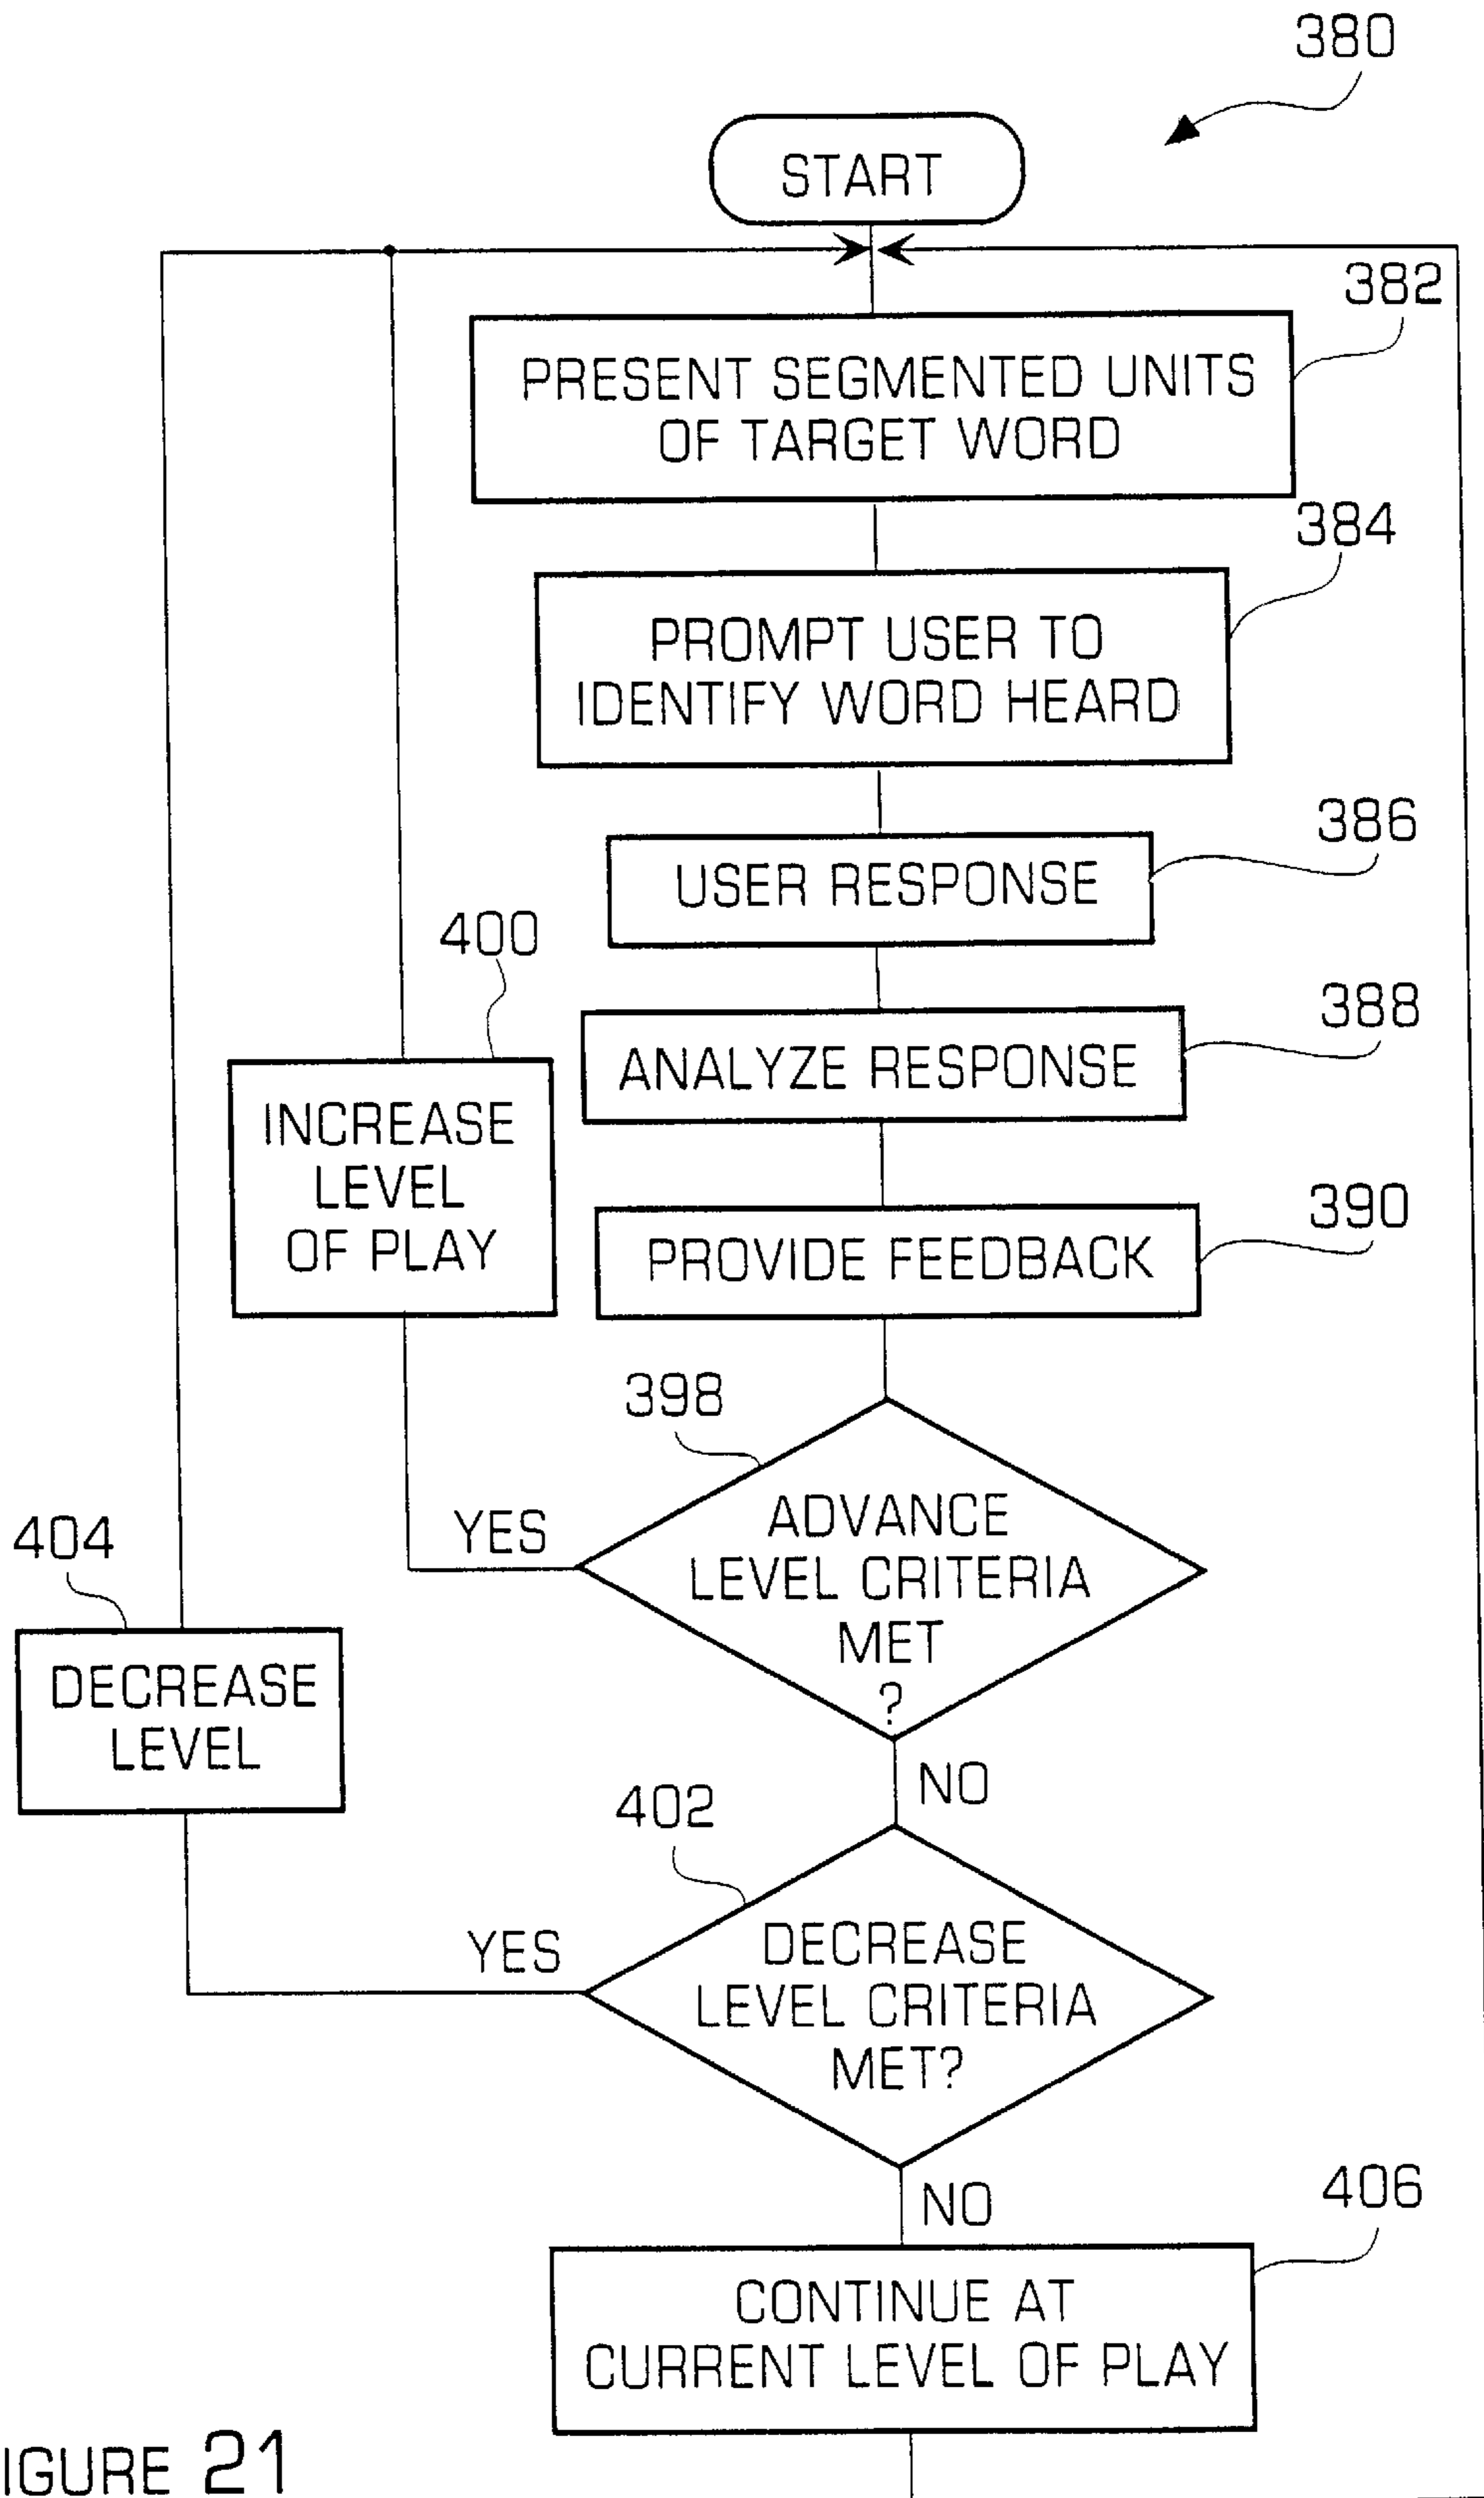 380
START
382
PRESENT SEGMENTED UNITS
OF TARGET WORD
384
PROMPT USER TO
IDENTIFY WORD HEARD
386
USER RESPONSE
400
388
ANALYZE RESPONSE
INCREASE
LEVEL
OF PLAY
390
PROVIDE FEEDBACK
398
ADVANCE
LEVEL CRITERIA
MET
?
YES
404
DECREASE
LEVEL
NO
402
DECREASE
LEVEL CRITERIA
MET?
YES
NO
406
CONTINUE AT
CURRENT LEVEL OF PLAY
IGURE 21